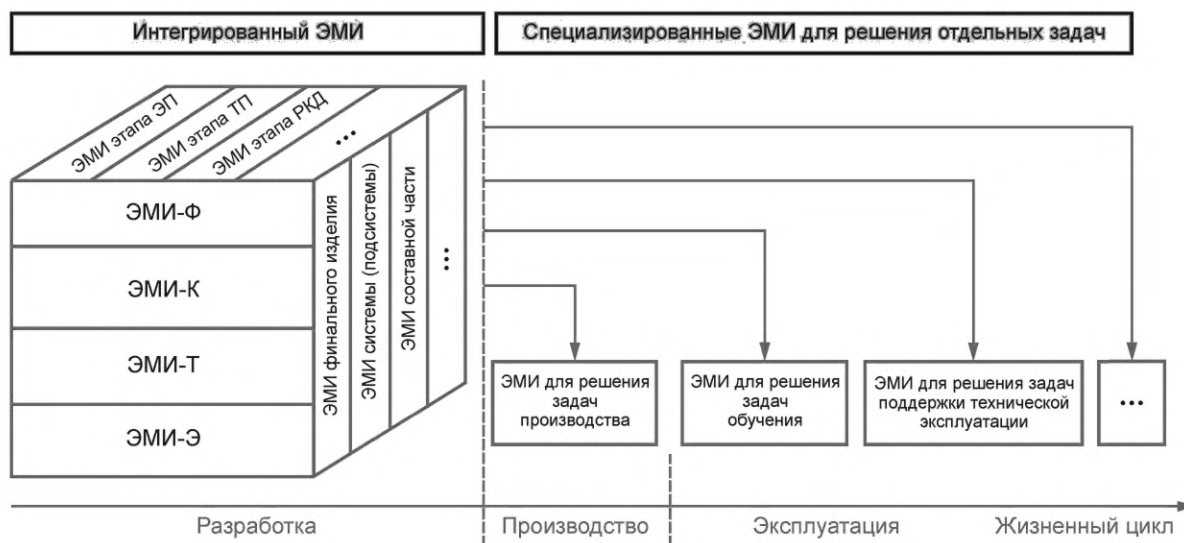 Интегрированный ЭМИ
Специализированные ЭМИ для решения отдельных задач
ЭМИ этапа ЭП
ЭМИ этапа ТП
ЭМИ этапа РКД
...
ЭМИ-Ф
ЭМИ-К
ЭМИ-Т
ЭМИ-Э
ЭМИ финального изделия
ЭМИ системы (подсистемы)
ЭМИ составной части
...
ЭМИ для решения
задач
производства
ЭМИ для решения
задач
обучения
ЭМИ для решения задач
поддержки технической
эксплуатации
...
Разработка
Производство
Эксплуатация
Жизненный цикл